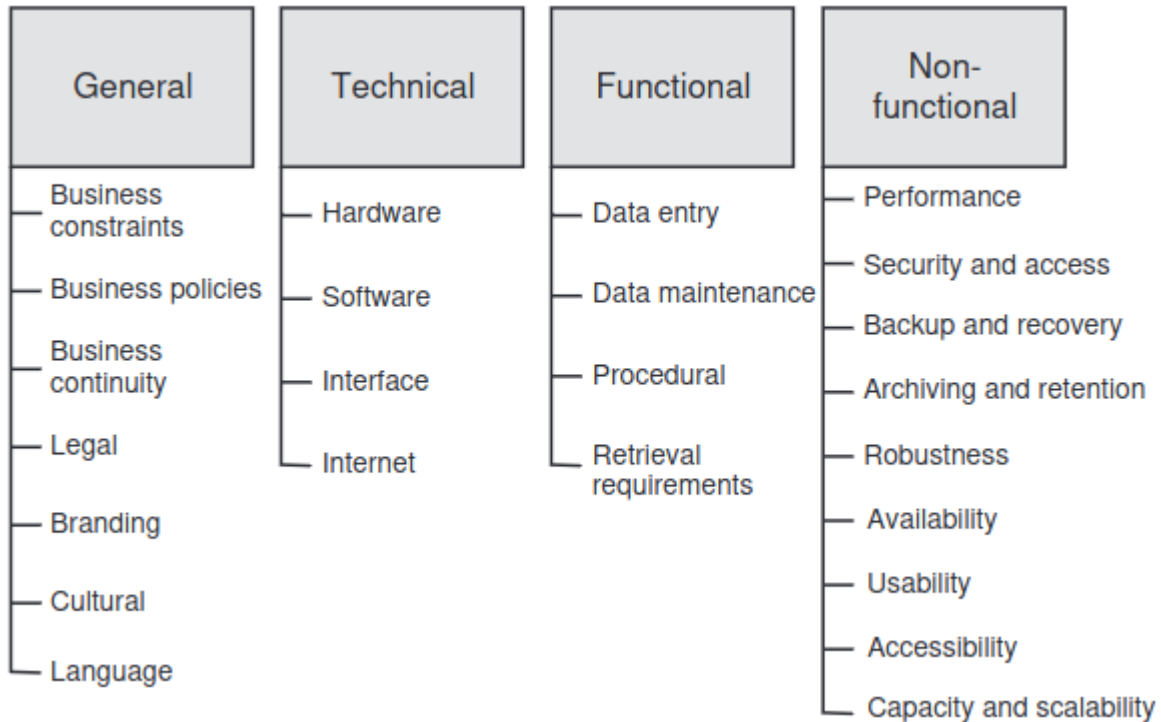 General
Business
constraints
Business policies
Business
continuity
Legal
Branding
Cultural
Language
Technical
Hardware
Software
Interface
Internet
Functional
Data entry
Data maintenance
Procedural
Retrieval
requirements
Non-
functional
Performance
Security and access
Backup and recovery
Archiving and retention
Robustness
Availability
Usability
Accessibility
Capacity and scalability